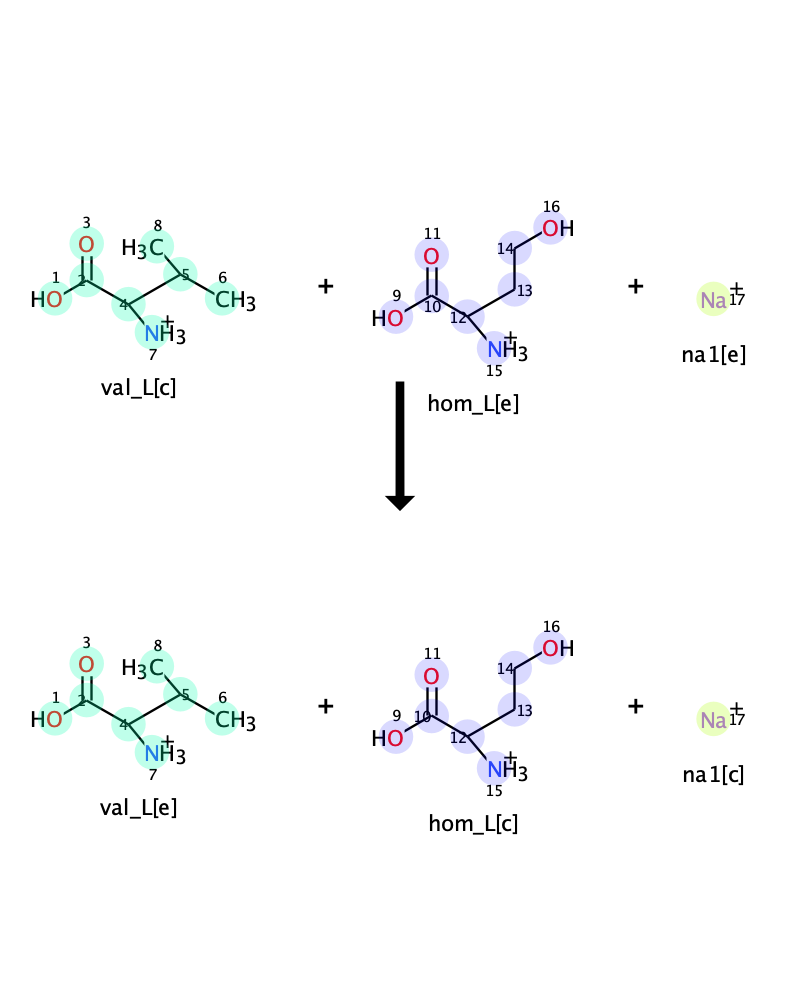 3
8
O
H3C
1
2
5
6
HO
4
CH3
NH3
+
7
val_L[c]
+
16
OH
11
14
O
9
10
13
HO
12
NH3
+
15
hom_L[e]
+
Na
+
17
na1[e]
3
8
O
H3C
1
2
5
6
HO
4
CH3
NH3
+
7
val_L[e]
+
16
OH
11
14
O
9
10
13
HO
12
NH3
+
15
hom_L[c]
+
Na
+
17
na1[c]